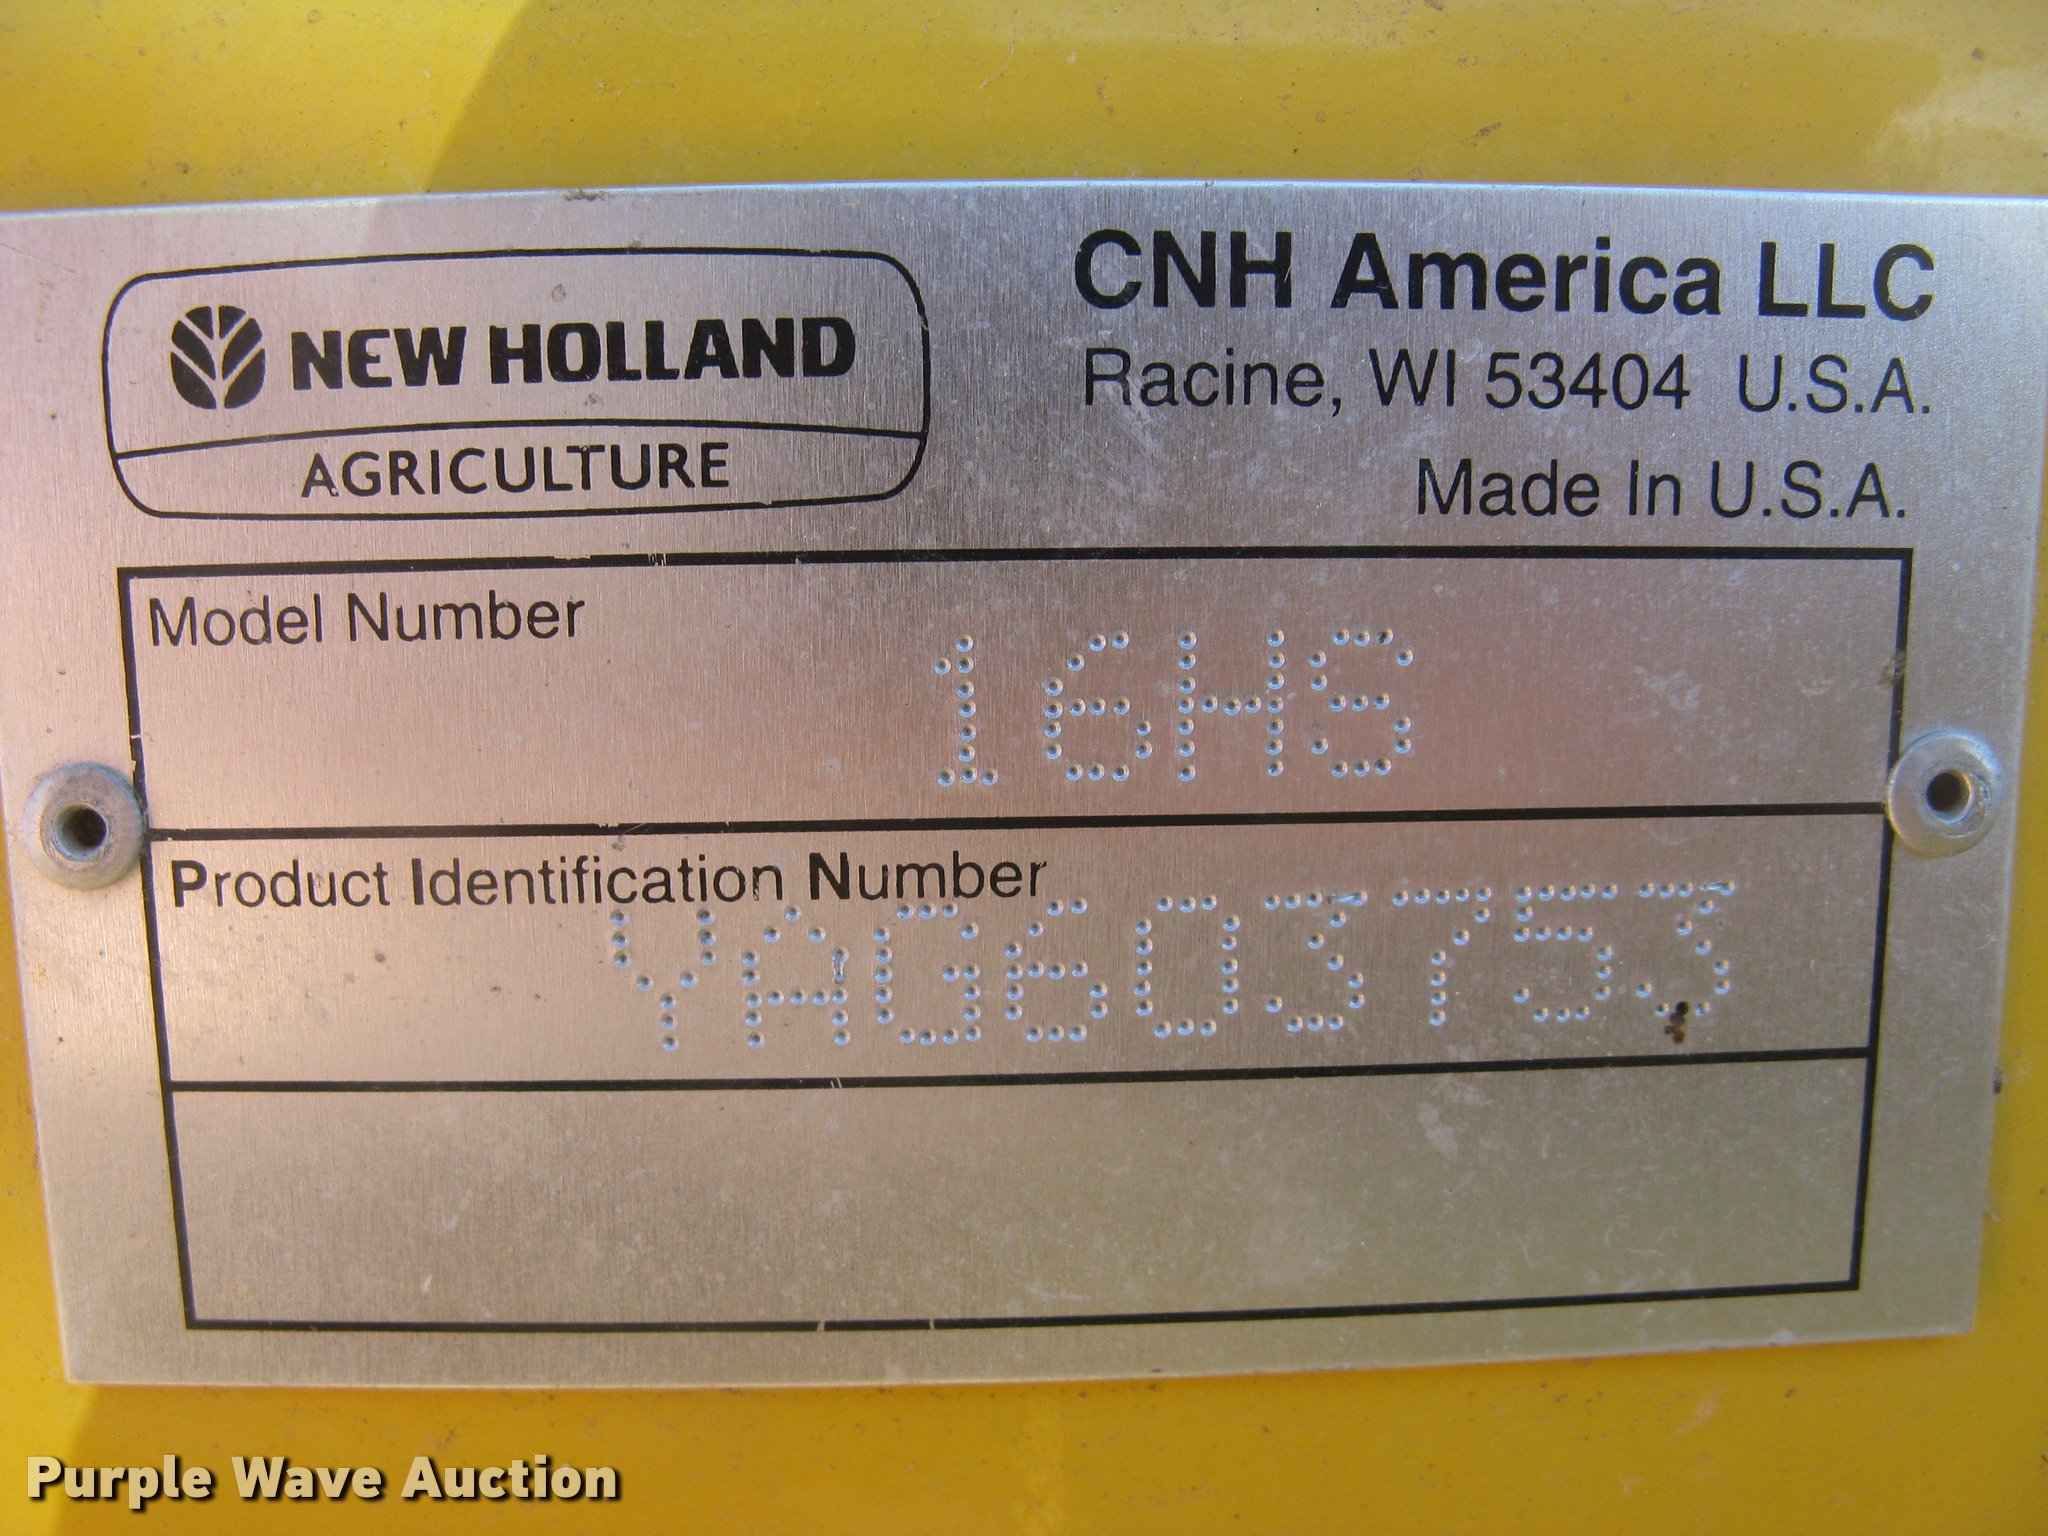 NEW HOLLAND
AGRICULTURE
CNH America LLC
Racine, WI 53404 U.S.A.
Made In U.S.A.
Model Number
16HS
Product Identification Number
YAG603753
Purple Wave Auction